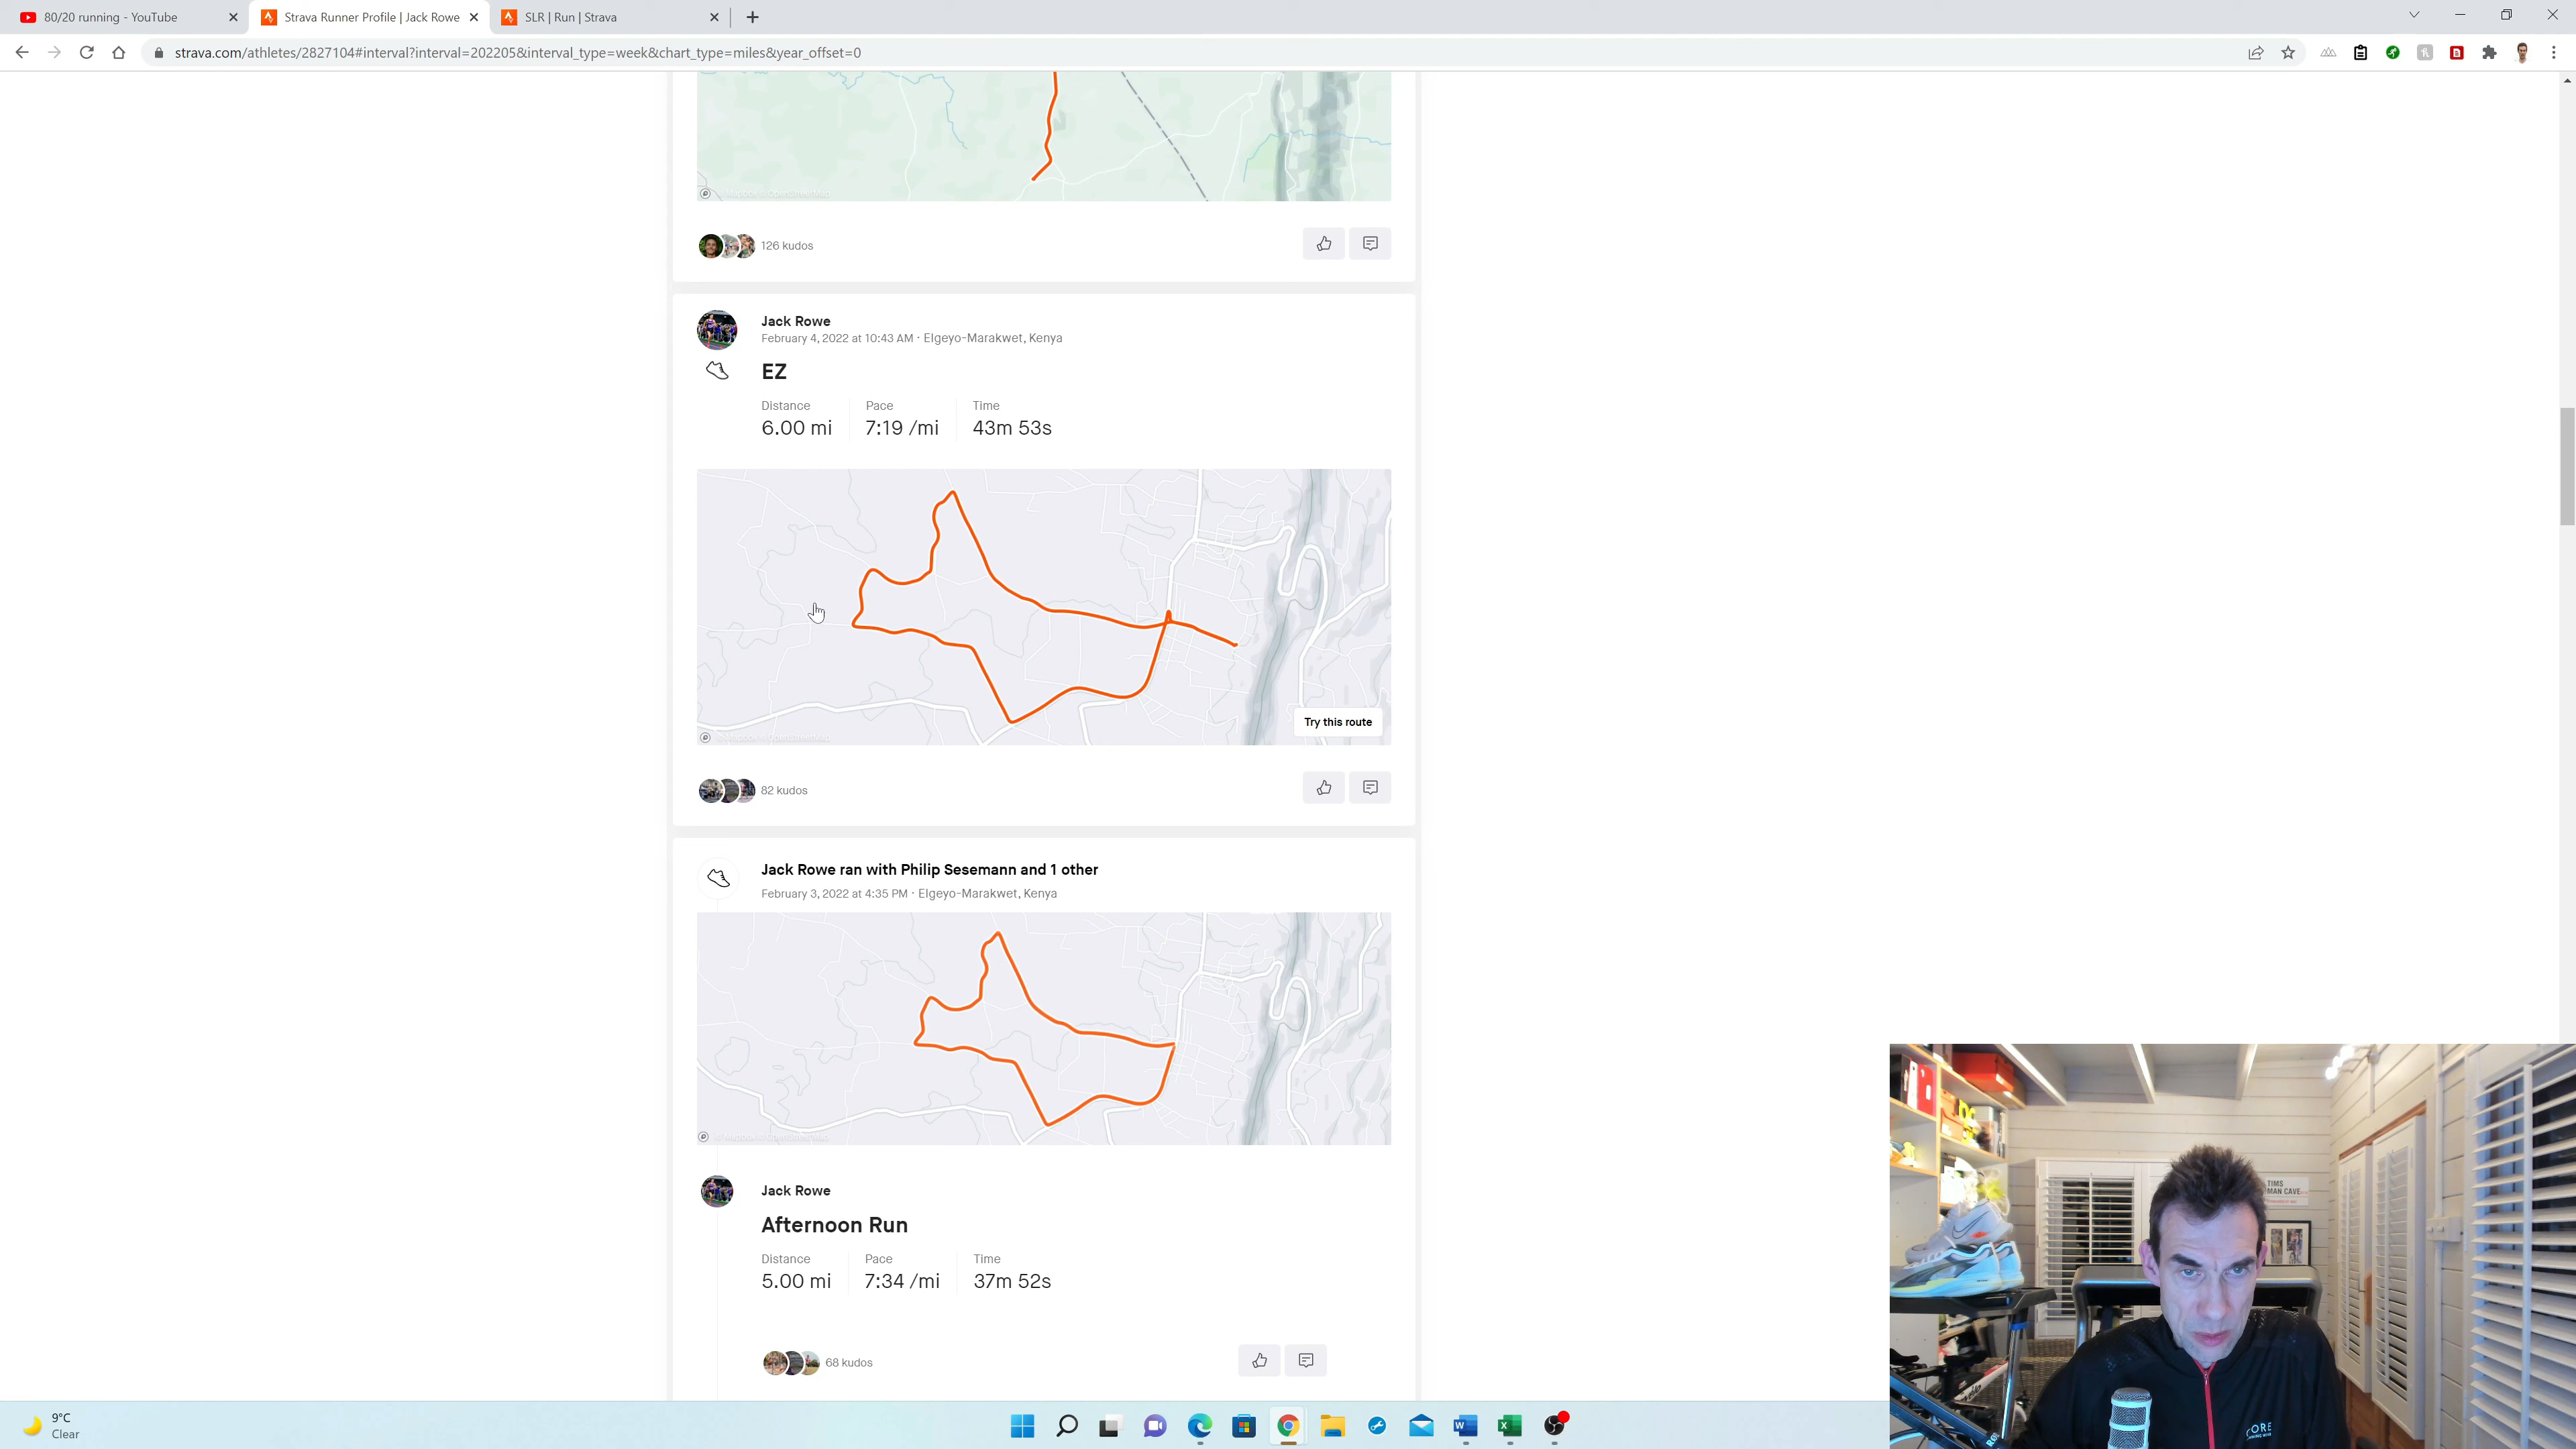 80/20 running - YouTube
Strava Runner Profile | Jack Rowe
SLR | Run | Strava
strava.com/athletes/2827104#interval?interval=202205&interval_type=week&chart_type=miles&year_offset=0
126 kudos
Jack Rowe
February 4, 2022 at 10:43 AM · Elgeyo-Marakwet, Kenya
EZ
Distance Pace Time
6.00 mi 7:19 /mi 43m 53s
Try this route
82 kudos
Jack Rowe ran with Philip Sesemann and 1 other
February 3, 2022 at 4:35 PM · Elgeyo-Marakwet, Kenya
Jack Rowe
Afternoon Run
Distance Pace Time
5.00 mi 7:34 /mi 37m 52s
68 kudos
TIMS
MAN CAVE
CORE
9°C
Clear